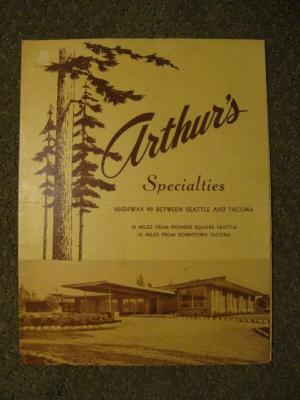 Arthur's
Specialties
HIGHWAY 99 BETWEEN SEATTLE AND TACOMA
16 MILES FROM PIONEER SQUARE SEATTLE
15 MILES FROM DOWNTOWN TACOMA